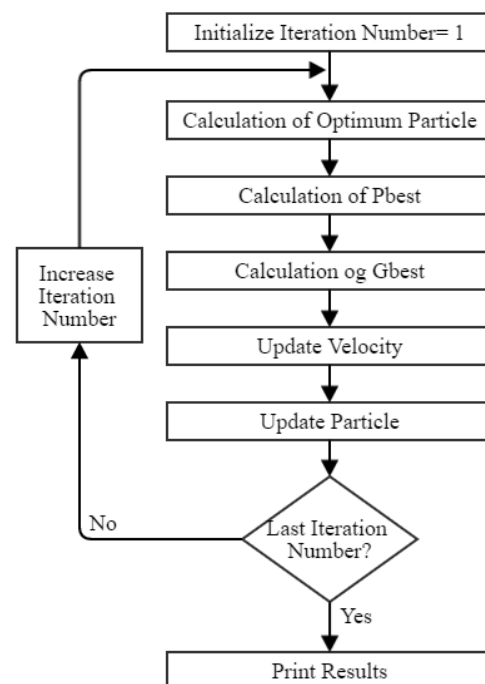 Initialize Iteration Number= 1
Calculation of Optimum Particle
Calculation of Pbest
Calculation og Gbest
Update Velocity
Update Particle
Last Iteration
Number?
No
Increase
Iteration
Number
Yes
Print Results